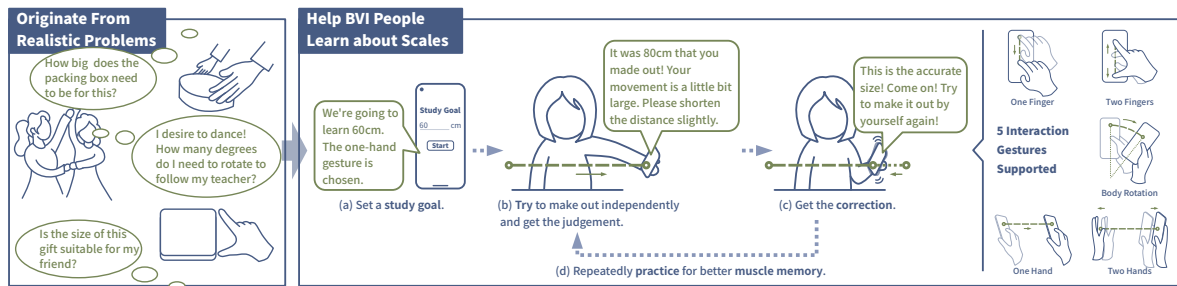 Originate From
Realistic Problems
How big does the
packing box need
to be for this?
I desire to dance!
How many degrees
do I need to rotate to
follow my teacher?
Is the size of this
gift suitable for my
friend?
Help BVI People
Learn about Scales
We're going to
learn 60cm.
The one-hand
gesture is
chosen.
Study Goal
60 cm
Start
(a) Set a study goal.
It was 80cm that you
made out! Your
movement is a little bit
large. Please shorten
the distance slightly.
(b) Try to make out independently
and get the judgement.
This is the accurate
size! Come on! Try
to make it out by
yourself again!
(c) Get the correction.
(d) Repeatedly practice for better muscle memory.
5 Interaction
Gestures
Supported
One Finger
Two Fingers
Body Rotation
One Hand
Two Hands